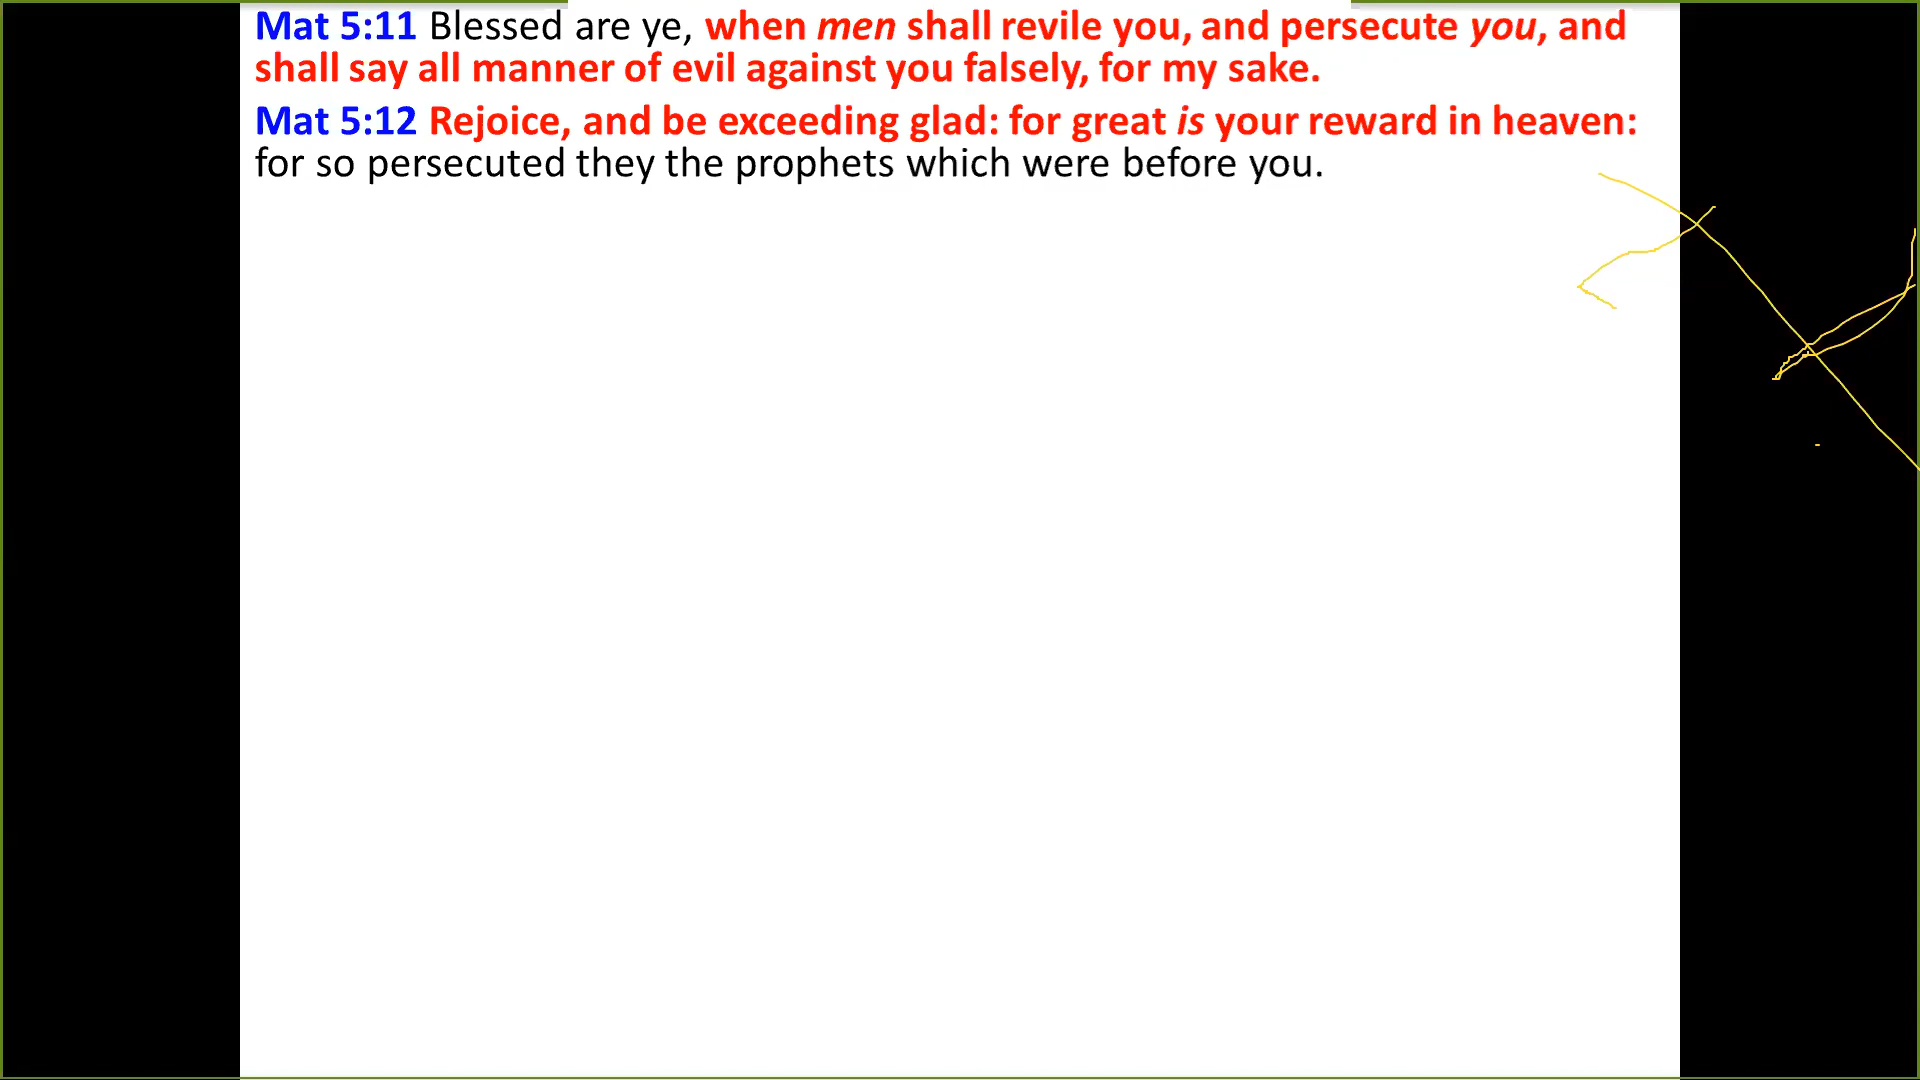 Mat 5:11 Blessed are ye, when men shall revile you, and persecute you, and
shall say all manner of evil against you falsely, for my sake.
Mat 5:12 Rejoice, and be exceeding glad: for great is your reward in heaven:
for so persecuted they the prophets which were before you.